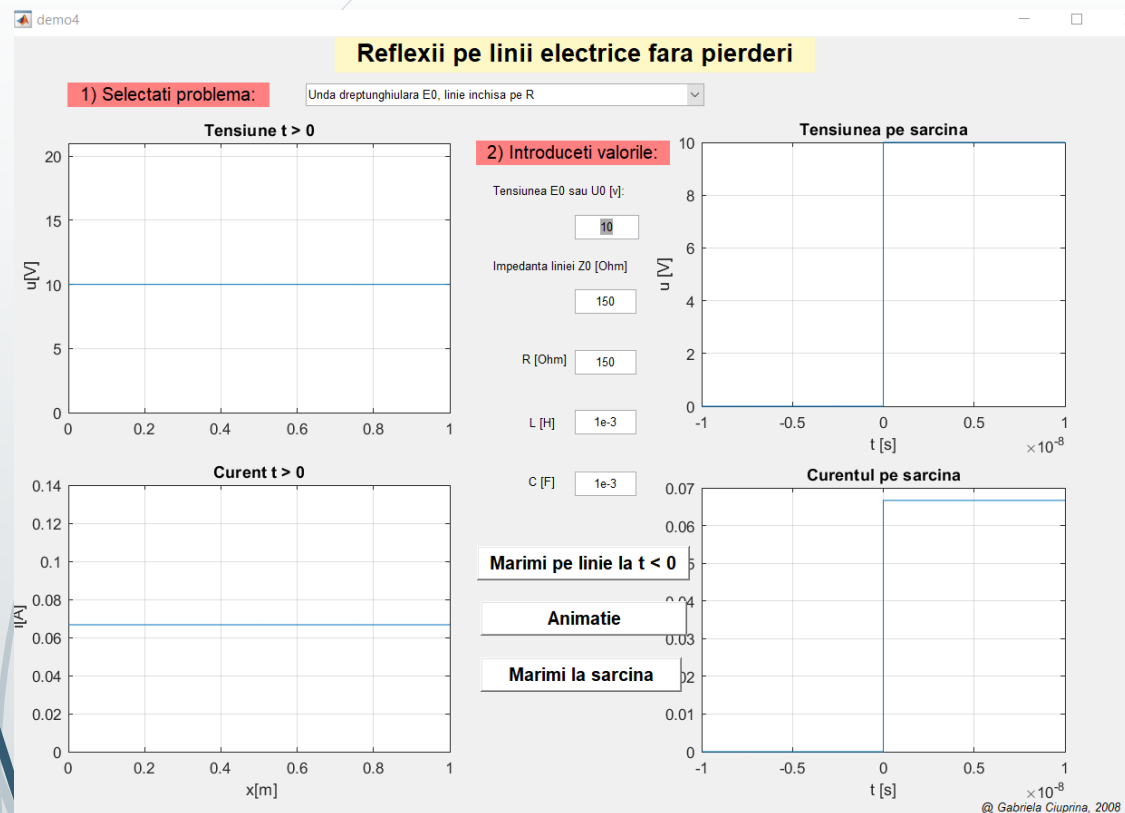 demo4
Reflexii pe linii electrice fara pierderi
1) Selectati problema:
Unda dreptunghiulara E0, linie inchisa pe R
Tensiune t > 0
20
15
10
5
0
u[V]
0 0.2 0.4 0.6 0.8 1
Curent t > 0
0.14
0.12
0.1
0.08
0.06
0.04
0.02
0
i[A]
0 0.2 0.4 0.6 0.8 1
x[m]
2) Introduceti valorile:
Tensiunea E0 sau U0 [v]:
10
Impedanta liniei Z0 [Ohm]
150
R [Ohm] 150
L [H] 1e-3
C [F] 1e-3
Marimi pe linie la t < 0
Animatie
Marimi la sarcina
Tensiunea pe sarcina
10
8
6
4
2
0
u [V]
-1 -0.5 0 0.5 1
t [s]
×10-8
Curentul pe sarcina
0.07
0.06
5
0.04
0.03
02
0.01
0
-1 -0.5 0 0.5 1
t [s]
×10-8
@ Gabriela Ciuprina, 2008